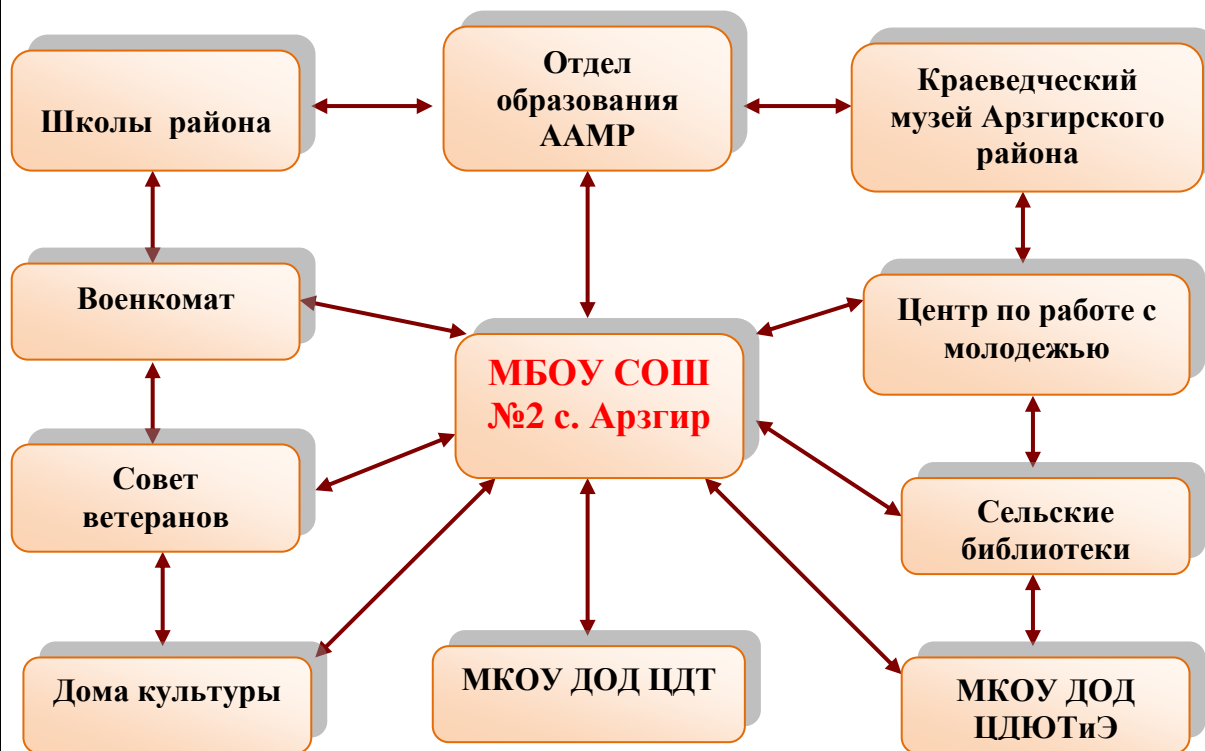 Школы района
Отдел
образования
ААМР
Краеведческий
музей Арзгирского
района
Военкомат
МБОУ СОШ
№2 с. Арзгир
Центр по работе с
молодежью
Совет
ветеранов
Сельские
библиотеки
Дома культуры
МКОУ ДОД ЦДТ
МКОУ ДОД
ЦДЮТиЭ